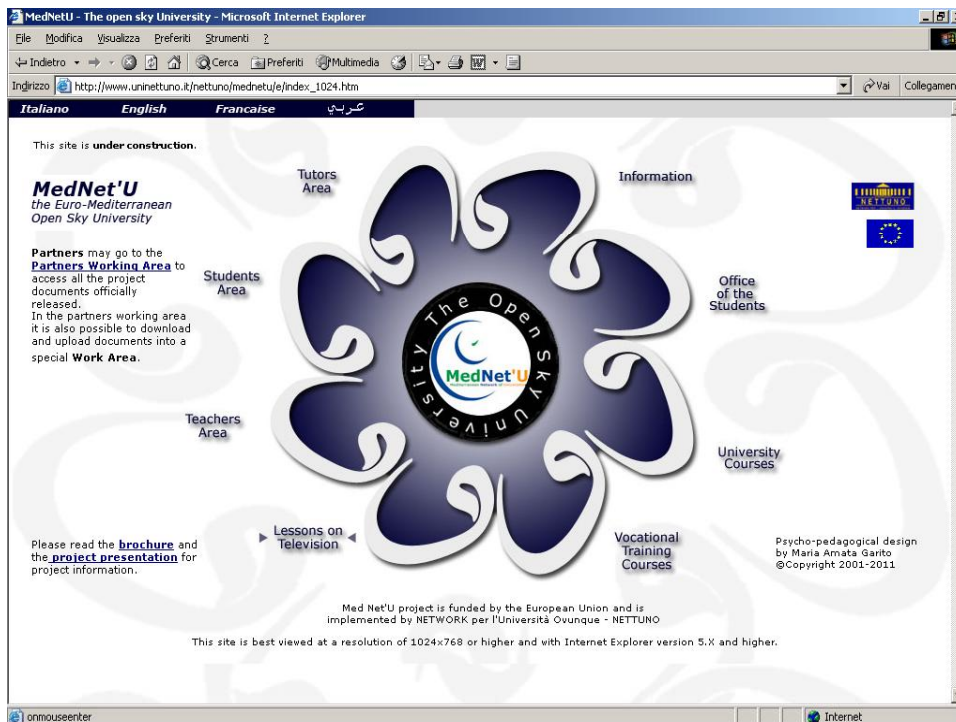 MedNetU - The open sky University - Microsoft Internet Explorer
File Modifica Visualizza Preferiti Strumenti ?
Indietro Cerca Preferiti Multimedia
Indirizzo http://www.uninettuno.it/nettuno/mednetu/e/index_1024.htm Vai Collegamen
Italiano English Francaise عربي
This site is under construction.
MedNet'U
the Euro-Mediterranean
Open Sky University
Partners may go to the
Partners Working Area to
access all the project
documents officially
released.
In the partners working area
it is also possible to download
and upload documents into a
special Work Area.
Tutors
Area
Information
Students
Area
Office
of the
Students
Teachers
Area
University
Courses
Lessons on
Television
Vocational
Training
Courses
The Open Sky University
MedNet'U
NETTUNO
Please read the brochure and
the project presentation for
project information.
Psycho-pedagogical design
by Maria Amata Garito
©Copyright 2001-2011
Med Net'U project is funded by the European Union and is
implemented by NETWORK per l'Università Ovunque - NETTUNO
This site is best viewed at a resolution of 1024x768 or higher and with Internet Explorer version 5.X and higher.
onmouseenter Internet